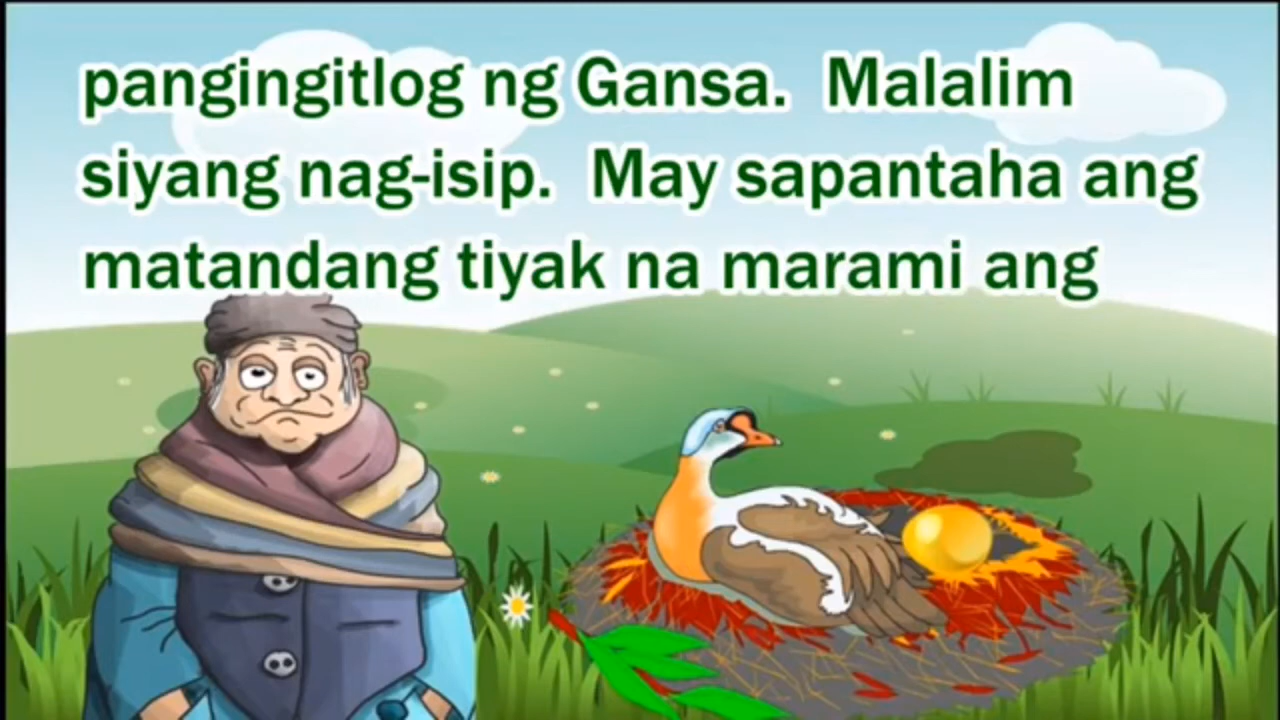 pangingitlog ng Gansa. Malalim
siyang nag-isip. May sapantaha ang
matandang tiyak na marami ang